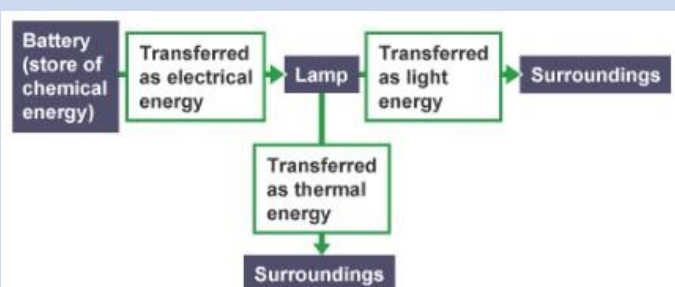 Battery
(store of
chemical
energy)
Transferred
as electrical
energy
Lamp
Transferred
as light
energy
Surroundings
Transferred
as thermal
energy
Surroundings